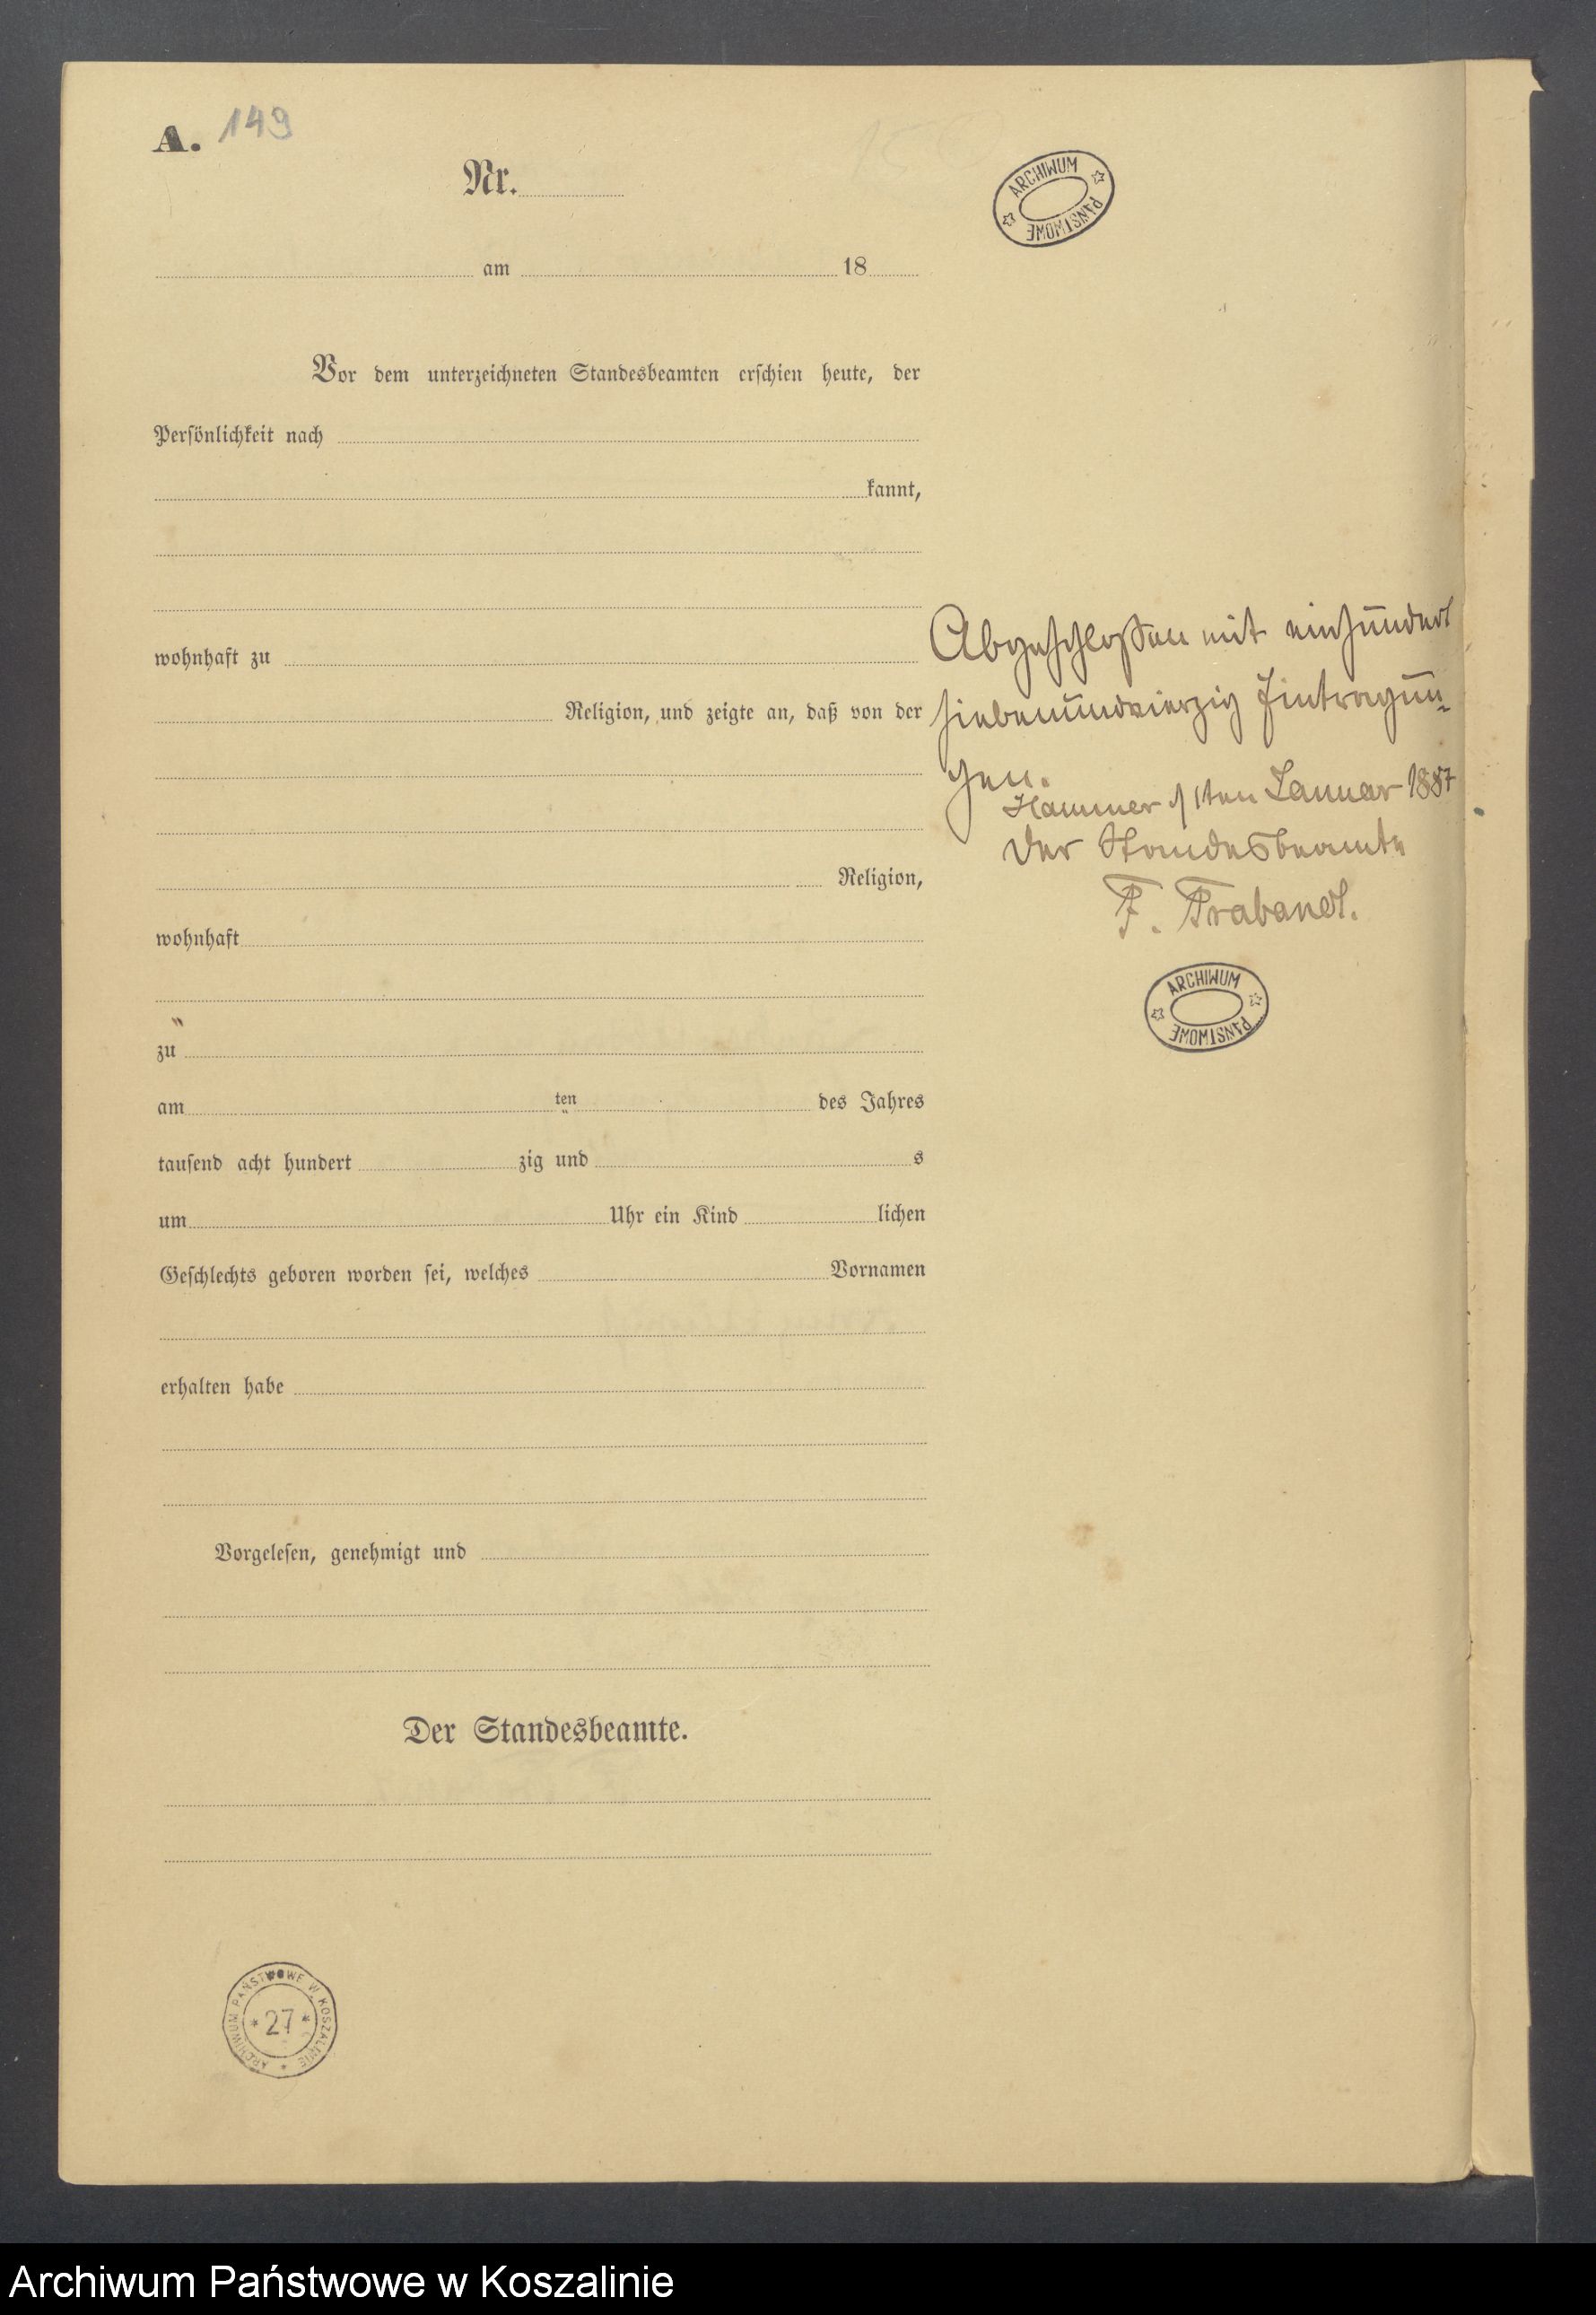 A. 149
Nr.
ARCHIWUM PAŃSTWOWE
am 18
Vor dem unterzeichneten Standesbeamten erschien heute, der
Persönlichkeit nach
kannt,
wohnhaft zu
Religion, und zeigte an, daß von der
Abgeschloßen mit einhundert
siebenundvierzig Eintragun-
gen.
Hammer d 1ten Januar 1887
Der Standesbeamte
F. Trabandt.
ARCHIWUM PAŃSTWOWE
Religion,
wohnhaft
zu
am ten des Jahres
tausend acht hundert zig und s
um Uhr ein Kind lichen
Geschlechts geboren worden sei, welches Vornamen
erhalten habe
Vorgelesen, genehmigt und
Der Standesbeamte.
ARCHIWUM PAŃSTWOWE W KOSZALINIE
* 27 *
Archiwum Państwowe w Koszalinie